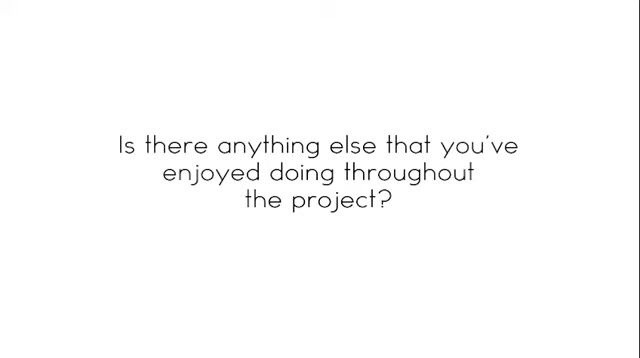 Is there anything else that you've
enjoyed doing throughout
the project?